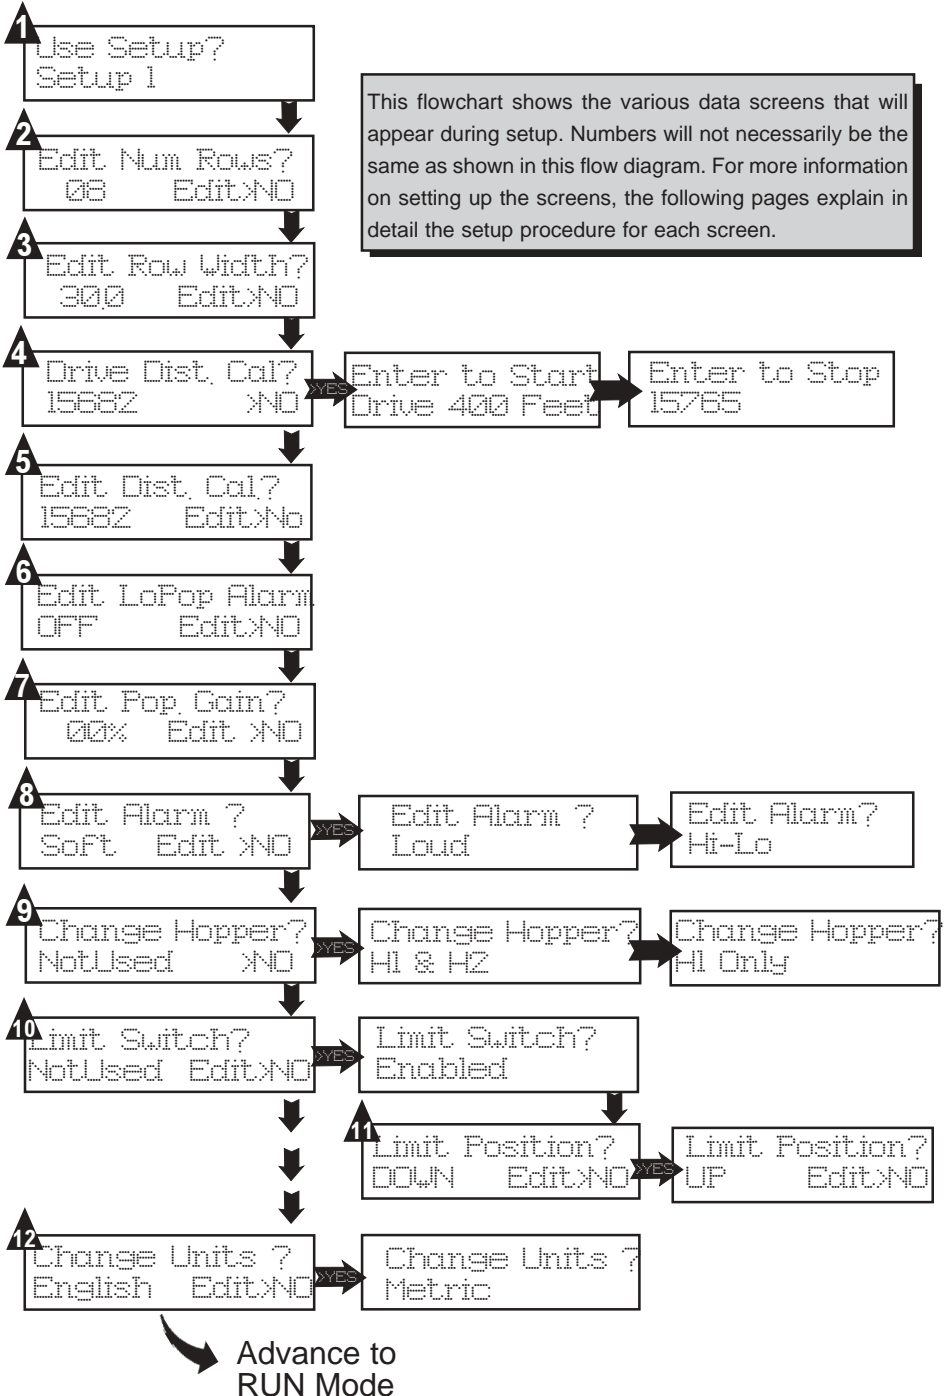 1
Use Setup?
Setup 1
This flowchart shows the various data screens that will
appear during setup. Numbers will not necessarily be the
same as shown in this flow diagram. For more information
on setting up the screens, the following pages explain in
detail the setup procedure for each screen.
2
Edit Num Rows?
08 Edit>NO
3
Edit Row Width?
30.0 Edit>NO
4
Drive Dist. Cal?
15682 >NO
>YES
Enter to Start
Drive 400 Feet
Enter to Stop
15765
5
Edit Dist. Cal?
15682 Edit>No
6
Edit LoPop Alarm
OFF Edit>NO
7
Edit Pop. Gain?
00% Edit >NO
8
Edit Alarm ?
Soft Edit >NO
>YES
Edit Alarm ?
Loud
Edit Alarm?
Hi-Lo
9
Change Hopper?
NotUsed >NO
>YES
Change Hopper?
H1 & H2
Change Hopper?
H1 Only
10
Limit Switch?
NotUsed Edit>NO
>YES
Limit Switch?
Enabled
11
Limit Position?
DOWN Edit>NO
>YES
Limit Position?
UP Edit>NO
12
Change Units ?
English Edit>NO
>YES
Change Units ?
Metric
Advance to
RUN Mode